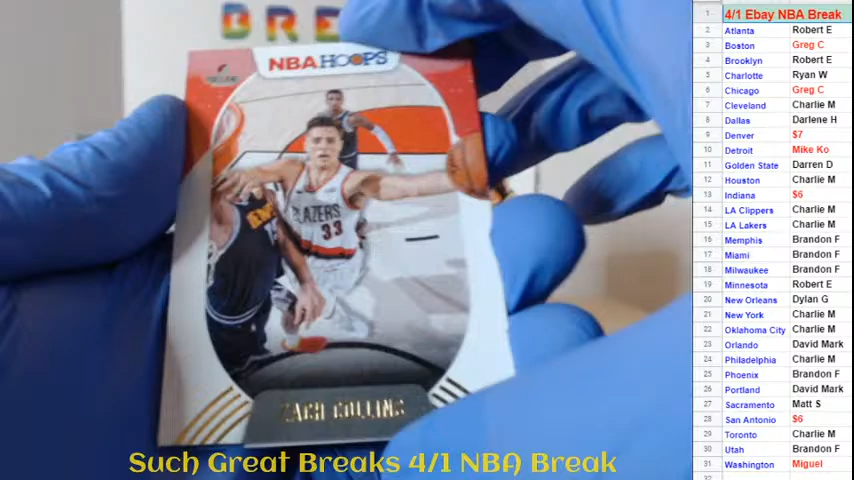 BRE
NBA HOOPS
BLAZERS
33
ZACH COLLINS
Such Great Breaks 4/1 NBA Break
1 4/1 Ebay NBA Break
2 Atlanta Robert E
3 Boston Greg C
4 Brooklyn Robert E
5 Charlotte Ryan W
6 Chicago Greg C
7 Cleveland Charlie M
8 Dallas Darlene H
9 Denver $7
10 Detroit Mike Ko
11 Golden State Darren D
12 Houston Charlie M
13 Indiana $6
14 LA Clippers Charlie M
15 LA Lakers Charlie M
16 Memphis Brandon F
17 Miami Brandon F
18 Milwaukee Brandon F
19 Minnesota Robert E
20 New Orleans Dylan G
21 New York Charlie M
22 Oklahoma City Charlie M
23 Orlando David Mark
24 Philadelphia Charlie M
25 Phoenix Brandon F
26 Portland David Mark
27 Sacramento Matt S
28 San Antonio $6
29 Toronto Charlie M
30 Utah Brandon F
31 Washington Miguel